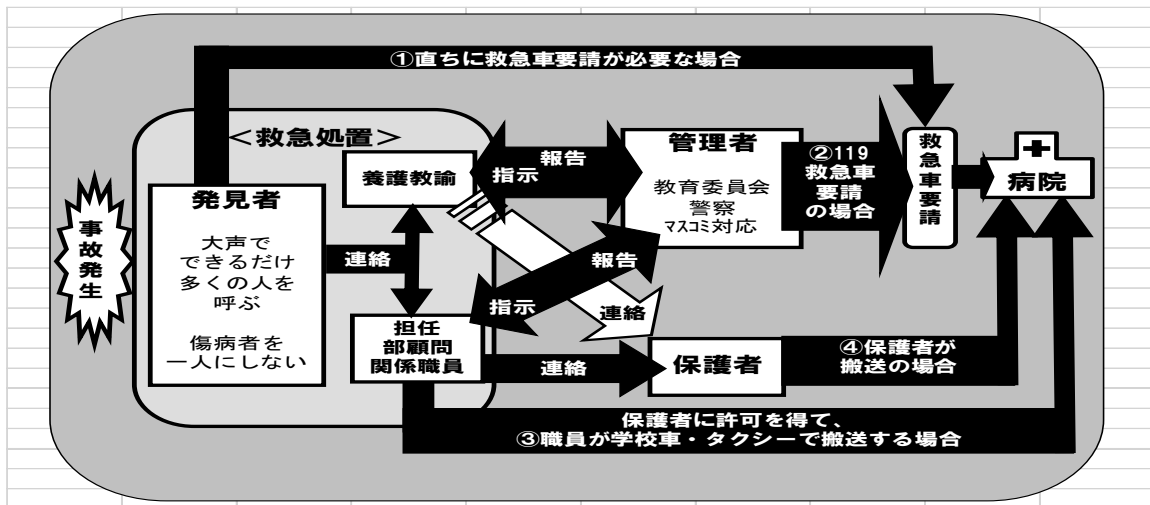 ①直ちに救急車要請が必要な場合
＜救急処置＞
事故発生
発見者
大声で
できるだけ
多くの人を
呼ぶ
傷病者を
一人にしない
連絡
養護教諭
担任
部顧問
関係職員
報告
指示
報告
指示
連絡
連絡
管理者
教育委員会
警察
ﾏｽｺﾐ対応
保護者
②119
救急車
要請
の場合
救急車要請
病院
④保護者が
搬送の場合
保護者に許可を得て、
③職員が学校車・タクシーで搬送する場合